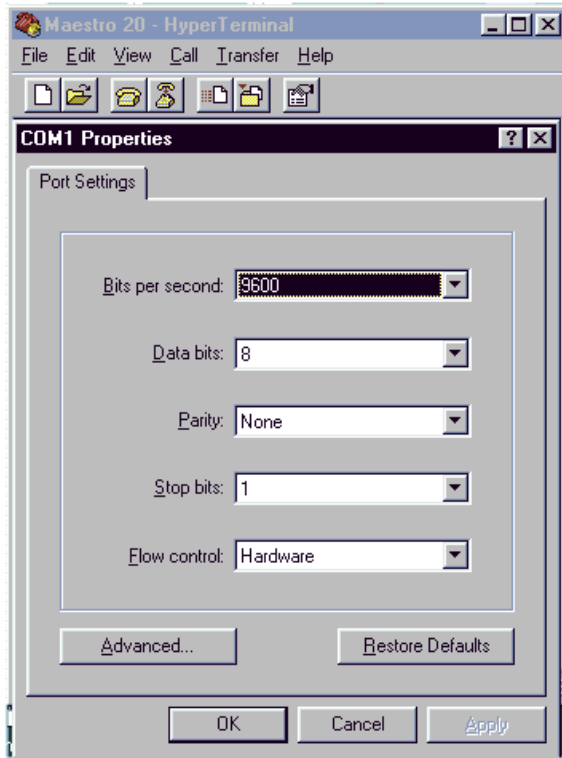 Maestro 20 - HyperTerminal
File Edit View Call Transfer Help
COM1 Properties
Port Settings
Bits per second: 9600
Data bits: 8
Parity: None
Stop bits: 1
Flow control: Hardware
Advanced... Restore Defaults
OK Cancel Apply